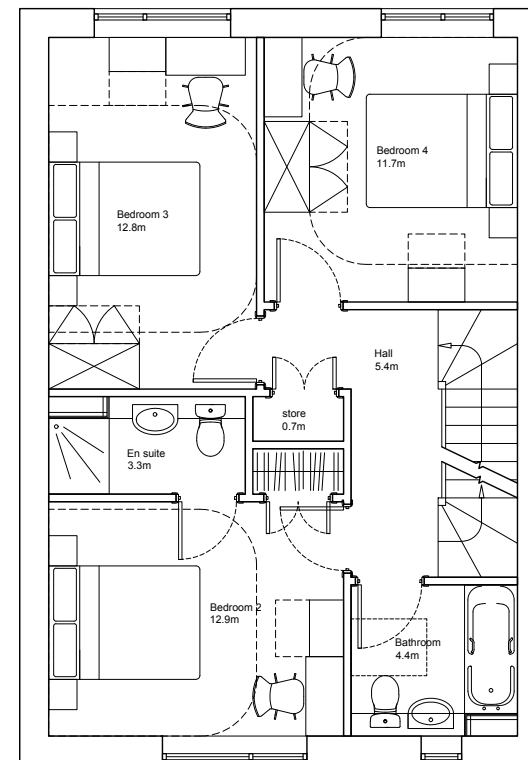 Bedroom 4
11.7m
Bedroom 3
12.8m
Hall
5.4m
store
0.7m
En suite
3.3m
Bedroom 2
12.9m
Bathroom
4.4m